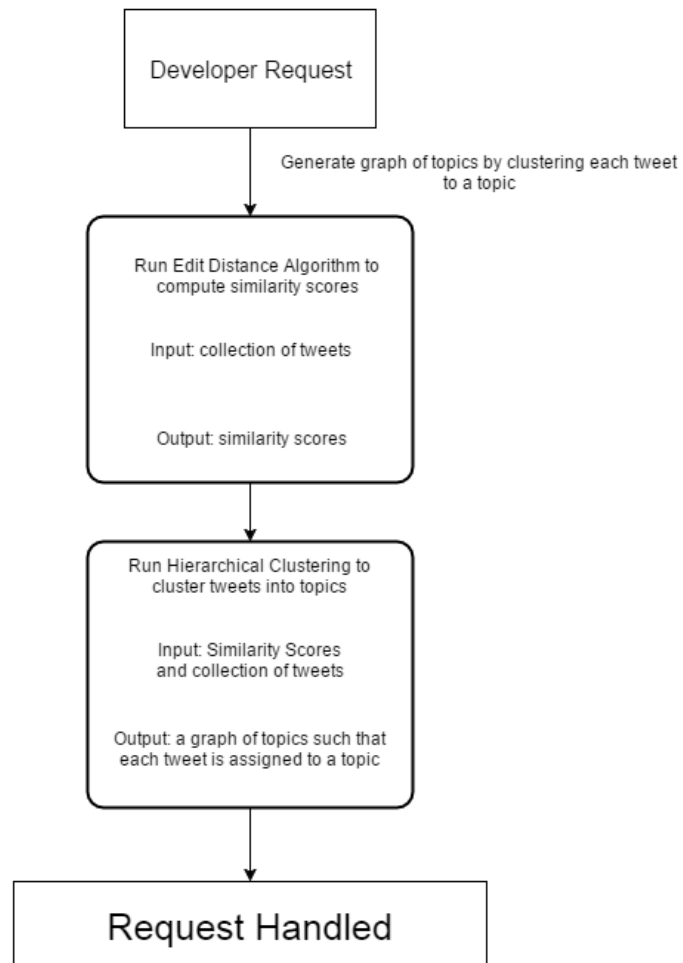 Developer Request
Generate graph of topics by clustering each tweet
to a topic
Run Edit Distance Algorithm to
compute similarity scores
Input: collection of tweets
Output: similarity scores
Run Hierarchical Clustering to
cluster tweets into topics
Input: Similarity Scores
and collection of tweets
Output: a graph of topics such that
each tweet is assigned to a topic
Request Handled